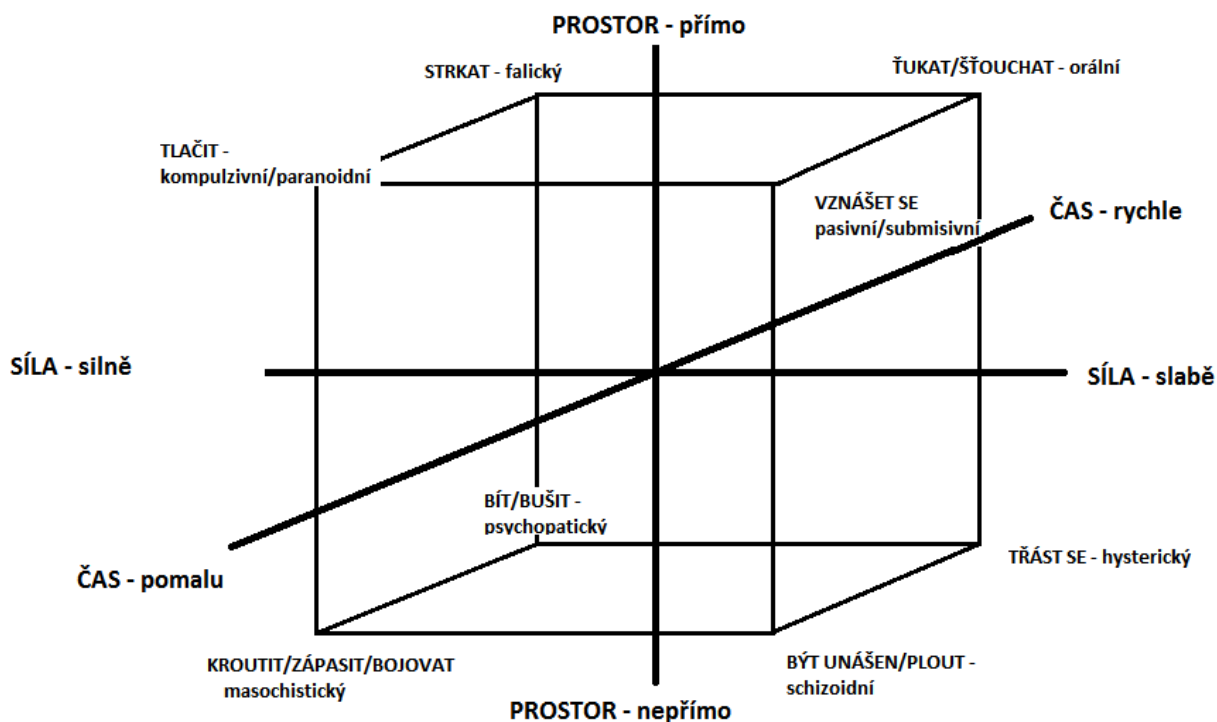 PROSTOR - přímo
STRKAT - falický
ŤUKAT/ŠŤOUCHAT - orální
TLAČIT -
kompulzivní/paranoidní
VZNÁŠET SE
pasivní/submisivní
ČAS - rychle
SÍLA - silně
SÍLA - slabě
BÍT/BUŠIT -
psychopatický
ČAS - pomalu
TŘÁST SE - hysterický
KROUTIT/ZÁPASIT/BOJOVAT
masochistický
BÝT UNÁŠEN/PLOUT -
schizoidní
PROSTOR - nepřímo